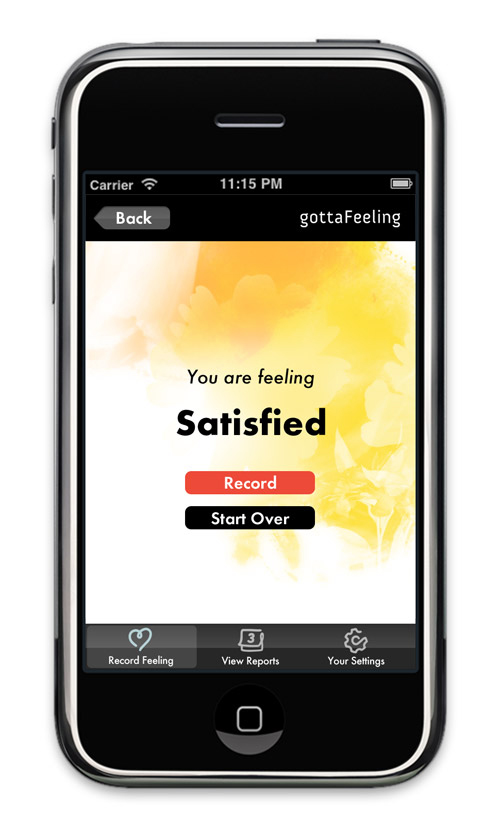 Carrier 11:15 PM
Back gottaFeeling
You are feeling
Satisfied
Record
Start Over
3
Record Feeling View Reports Your Settings